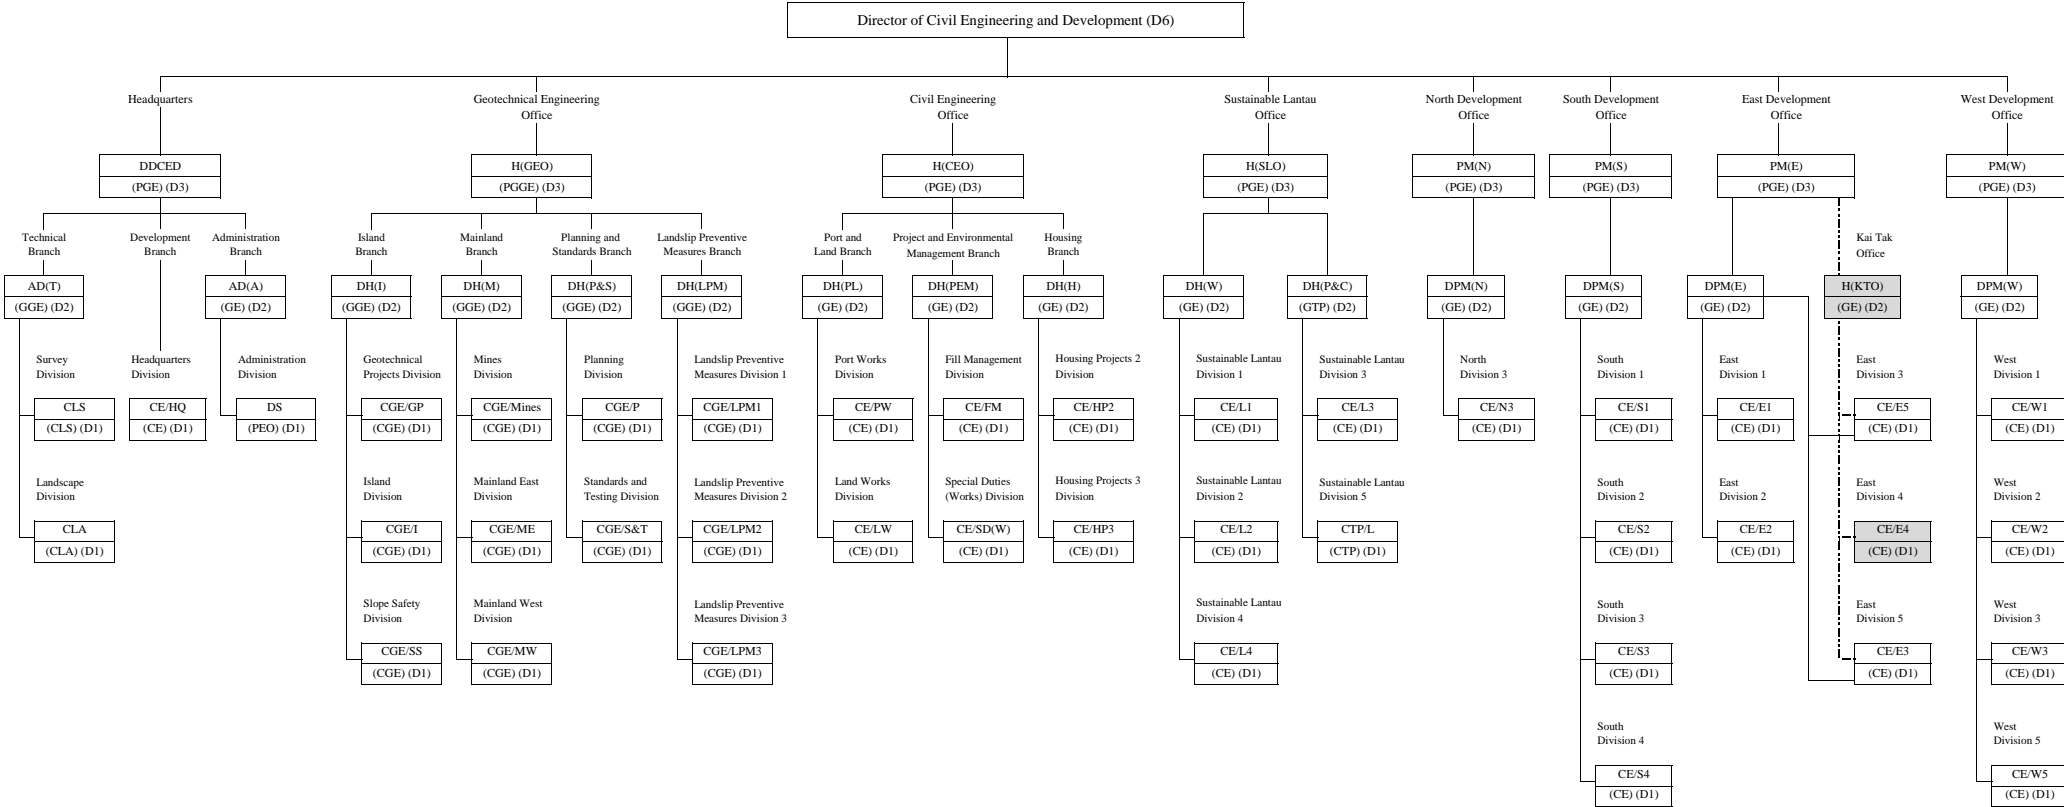 Director of Civil Engineering and Development (D6)
Headquarters
Geotechnical Engineering
Office
Civil Engineering
Office
Sustainable Lantau
Office
North Development
Office
South Development
Office
East Development
Office
West Development
Office
DDCED
(PGE) (D3)
H(GEO)
(PGGE) (D3)
H(CEO)
(PGE) (D3)
H(SLO)
(PGE) (D3)
PM(N)
(PGE) (D3)
PM(S)
(PGE) (D3)
PM(E)
(PGE) (D3)
PM(W)
(PGE) (D3)
Technical
Branch
Development
Branch
Administration
Branch
Island
Branch
Mainland
Branch
Planning and
Standards Branch
Landslip Preventive
Measures Branch
Port and
Land Branch
Project and Environmental
Management Branch
Housing
Branch
Kai Tak
Office
AD(T)
(GGE) (D2)
AD(A)
(GE) (D2)
DH(I)
(GGE) (D2)
DH(M)
(GGE) (D2)
DH(P&S)
(GGE) (D2)
DH(LPM)
(GGE) (D2)
DH(PL)
(GE) (D2)
DH(PEM)
(GE) (D2)
DH(H)
(GE) (D2)
DH(W)
(GE) (D2)
DH(P&C)
(GTP) (D2)
DPM(N)
(GE) (D2)
DPM(S)
(GE) (D2)
DPM(E)
(GE) (D2)
H(KTO)
(GE) (D2)
DPM(W)
(GE) (D2)
Survey
Division
Headquarters
Division
Administration
Division
Geotechnical
Projects Division
Mines
Division
Planning
Division
Landslip Preventive
Measures Division 1
Port Works
Division
Fill Management
Division
Housing Projects 2
Division
Sustainable Lantau
Division 1
Sustainable Lantau
Division 3
North
Division 3
South
Division 1
East
Division 1
East
Division 3
West
Division 1
CLS
(CLS) (D1)
CE/HQ
(CE) (D1)
DS
(PEO) (D1)
CGE/GP
(CGE) (D1)
CGE/Mines
(CGE) (D1)
CGE/P
(CGE) (D1)
CGE/LPM1
(CGE) (D1)
CE/PW
(CE) (D1)
CE/FM
(CE) (D1)
CE/HP2
(CE) (D1)
CE/L1
(CE) (D1)
CE/L3
(CE) (D1)
CE/N3
(CE) (D1)
CE/S1
(CE) (D1)
CE/E1
(CE) (D1)
CE/E5
(CE) (D1)
CE/W1
(CE) (D1)
Landscape
Division
Island
Division
Mainland East
Division
Standards and
Testing Division
Landslip Preventive
Measures Division 2
Land Works
Division
Special Duties
(Works) Division
Housing Projects 3
Division
Sustainable Lantau
Division 2
Sustainable Lantau
Division 5
South
Division 2
East
Division 2
East
Division 4
West
Division 2
CLA
(CLA) (D1)
CGE/I
(CGE) (D1)
CGE/ME
(CGE) (D1)
CGE/S&T
(CGE) (D1)
CGE/LPM2
(CGE) (D1)
CE/LW
(CE) (D1)
CE/SD(W)
(CE) (D1)
CE/HP3
(CE) (D1)
CE/L2
(CE) (D1)
CTP/L
(CTP) (D1)
CE/S2
(CE) (D1)
CE/E2
(CE) (D1)
CE/E4
(CE) (D1)
CE/W2
(CE) (D1)
Slope Safety
Division
Mainland West
Division
Landslip Preventive
Measures Division 3
Sustainable Lantau
Division 4
South
Division 3
East
Division 5
West
Division 3
CGE/SS
(CGE) (D1)
CGE/MW
(CGE) (D1)
CGE/LPM3
(CGE) (D1)
CE/L4
(CE) (D1)
CE/S3
(CE) (D1)
CE/E3
(CE) (D1)
CE/W3
(CE) (D1)
South
Division 4
West
Division 5
CE/S4
(CE) (D1)
CE/W5
(CE) (D1)